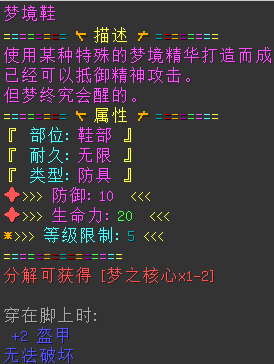 梦境鞋
======== ㄘ 描述 ナ ========
使用某种特殊的梦境精华打造而成
已经可以抵御精神攻击。
但梦终究会醒的。
======== ㄘ 属性 ナ ========
『 部位: 鞋部 』
『 耐久: 无限 』
『 类型: 防具 』
✦>>> 防御: 10 <<<
✦>>> 生命力: 20 <<<
✴>>> 等级限制: 5 <<<
===============
分解可获得 [梦之核心x1-2]
穿在脚上时:
+2 盔甲
无法破坏